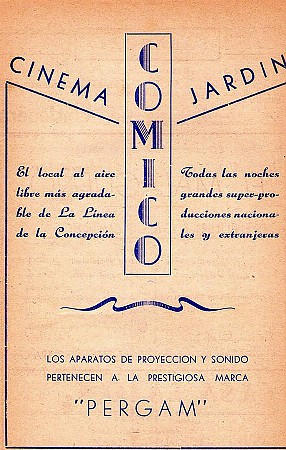 CINEMA COMICO JARDIN
El local al aire
libre más agrada-
ble de La Línea
de la Concepción
Todas las noches
grandes super-pro-
ducciones naciona-
les y extranjeras
LOS APARATOS DE PROYECCION Y SONIDO
PERTENECEN A LA PRESTIGIOSA MARCA
"PERGAM"